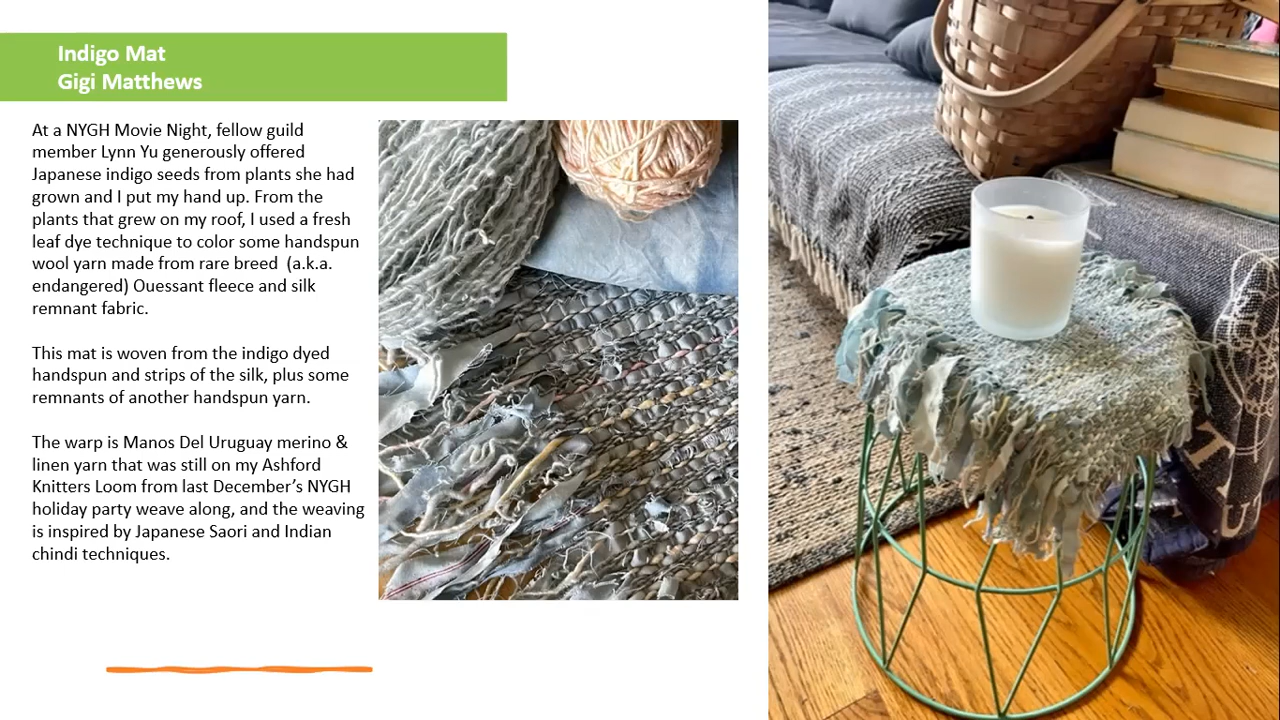 Indigo Mat
Gigi Matthews
At a NYGH Movie Night, fellow guild
member Lynn Yu generously offered
Japanese indigo seeds from plants she had
grown and I put my hand up. From the
plants that grew on my roof, I used a fresh
leaf dye technique to color some handspun
wool yarn made from rare breed  (a.k.a.
endangered) Ouessant fleece and silk
remnant fabric.
This mat is woven from the indigo dyed
handspun and strips of the silk, plus some
remnants of another handspun yarn.
The warp is Manos Del Uruguay merino &
linen yarn that was still on my Ashford
Knitters Loom from last December’s NYGH
holiday party weave along, and the weaving
is inspired by Japanese Saori and Indian
chindi techniques.